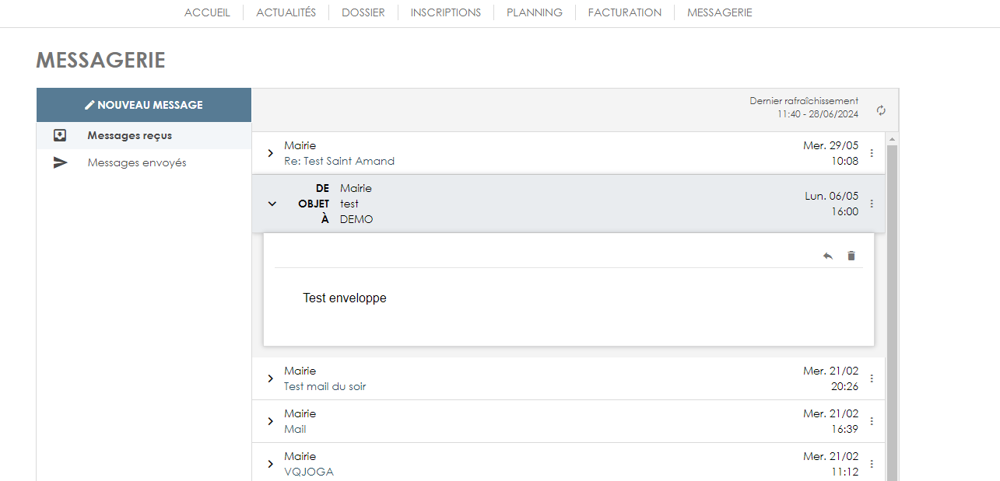 ACCUEIL ACTUALITÉS DOSSIER INSCRIPTIONS PLANNING FACTURATION MESSAGERIE
MESSAGERIE
NOUVEAU MESSAGE
Messages reçus
Messages envoyés
Dernier rafraîchissement
11:40 - 28/06/2024
Mairie Mer. 29/05
Re: Test Saint Amand 10:08
DE Mairie
OBJET test
À DEMO
Lun. 06/05
16:00
Test enveloppe
Mairie Mer. 21/02
Test mail du soir 20:26
Mairie Mer. 21/02
Mail 16:39
Mairie Mer. 21/02
VQJOGA 11:12